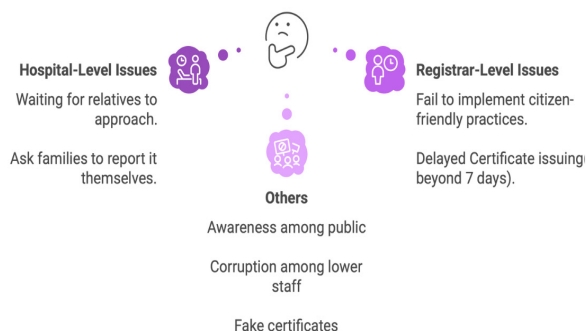 Hospital-Level Issues
Waiting for relatives to
approach.
Ask families to report it
themselves.
Registrar-Level Issues
Fail to implement citizen-
friendly practices.
Delayed Certificate issuing(
beyond 7 days).
Others
Awareness among public
Corruption among lower
staff
Fake certificates